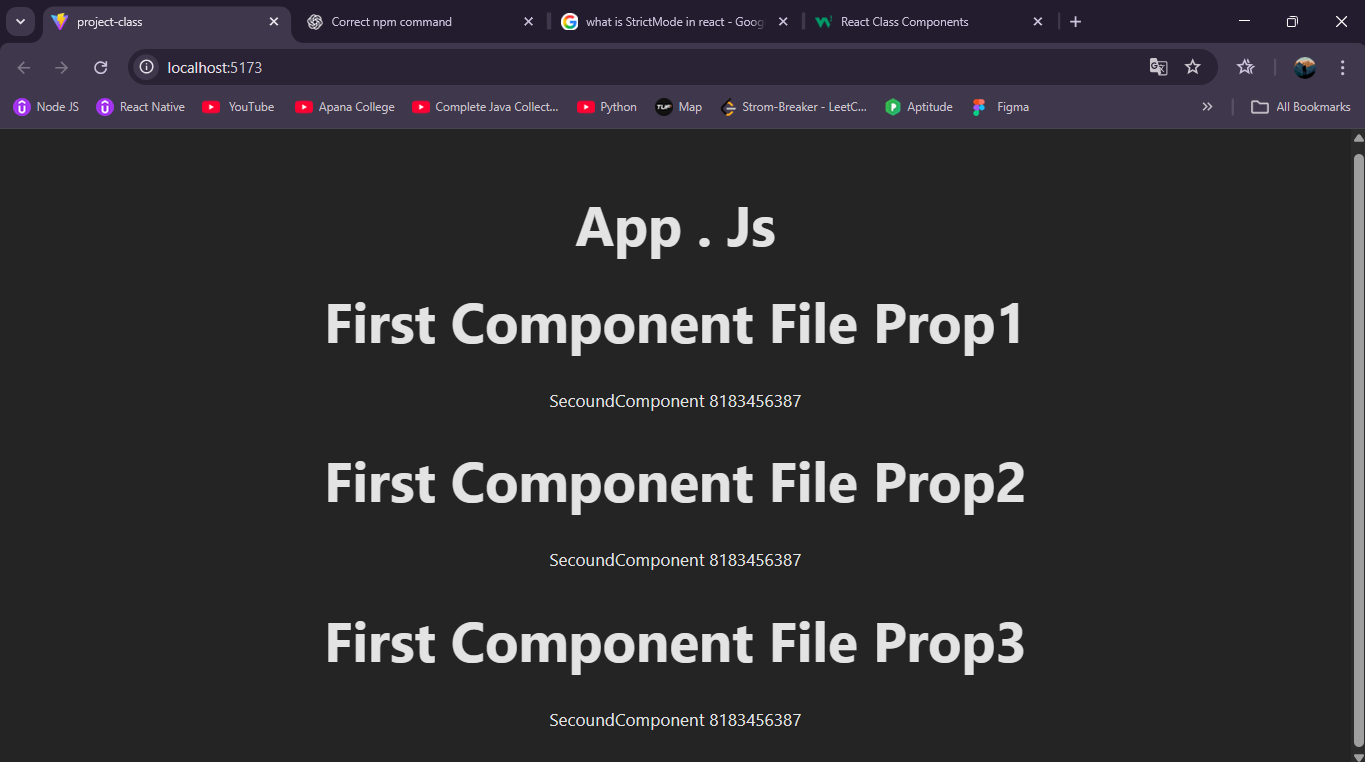 project-class
Correct npm command
what is StrictMode in react - Goog
React Class Components
localhost:5173
Node JS
React Native
YouTube
Apana College
Complete Java Collect...
Python
TUF
Map
Strom-Breaker - LeetC...
Aptitude
Figma
All Bookmarks
App . Js
First Component File Prop1
SecoundComponent 8183456387
First Component File Prop2
SecoundComponent 8183456387
First Component File Prop3
SecoundComponent 8183456387